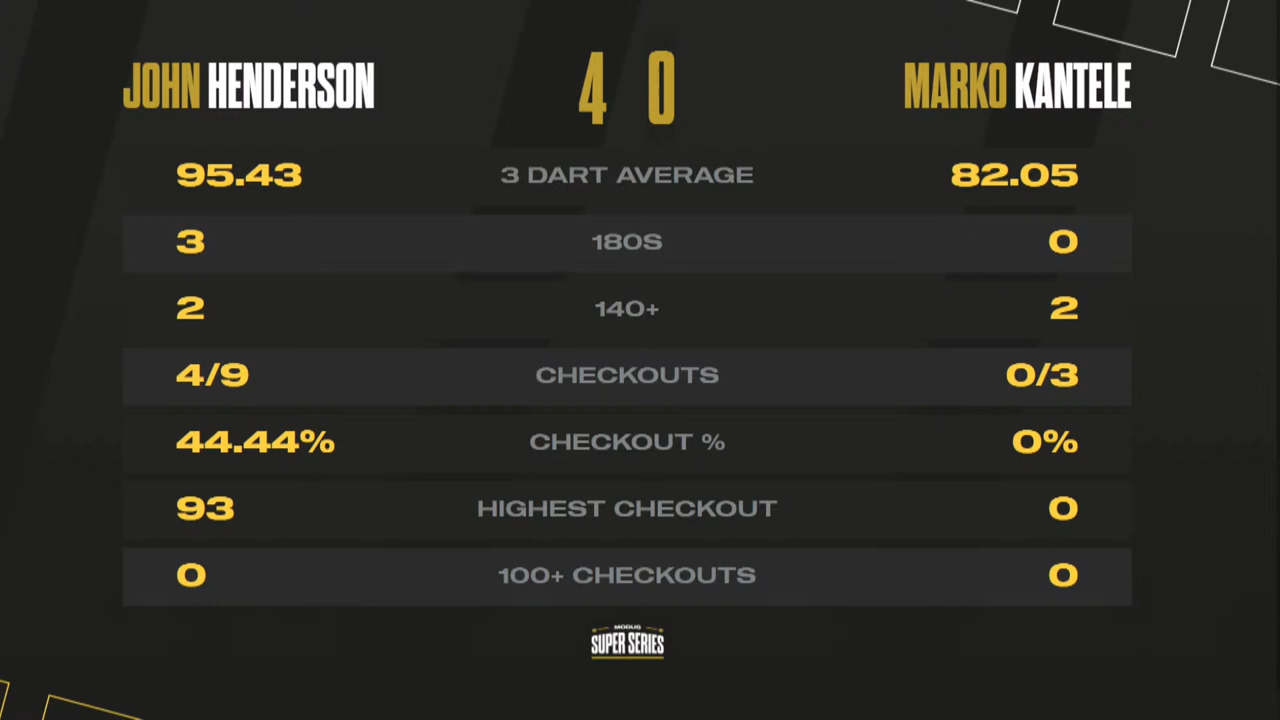 JOHN HENDERSON 4 0 MARKO KANTELE
95.43 3 DART AVERAGE 82.05
3 180S 0
2 140+ 2
4/9 CHECKOUTS 0/3
44.44% CHECKOUT % 0%
93 HIGHEST CHECKOUT 0
0 100+ CHECKOUTS 0
MODUS
SUPER SERIES